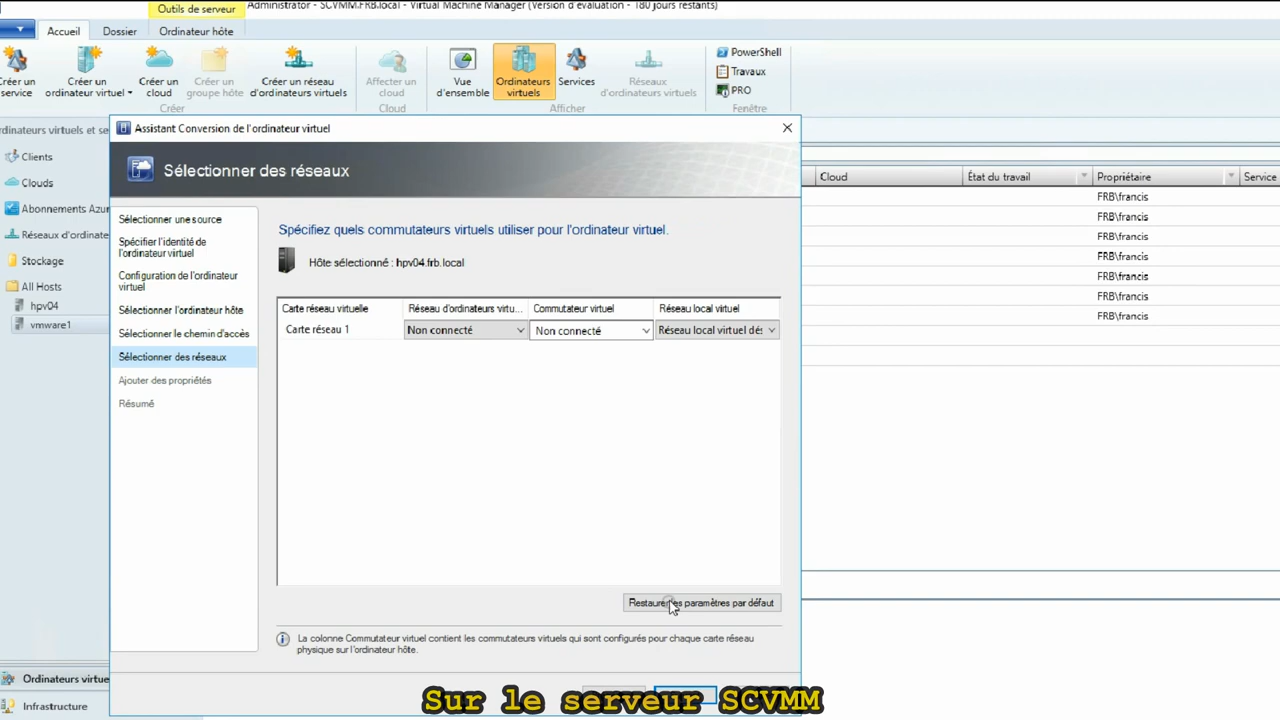 Outils de serveur
Administrator - SCVMM.FRB.local - Virtual Machine Manager (Version d'évaluation - 180 jours restants)
Accueil
Dossier
Ordinateur hôte
service
Créer un
ordinateur virtuel
Créer un
cloud
Créer un
groupe hôte
Créer un réseau
d'ordinateurs virtuels
Affecter un
cloud
Vue
d'ensemble
Ordinateurs
virtuels
Services
Réseaux
d'ordinateurs virtuels
PowerShell
Travaux
PRO
Créer
Cloud
Afficher
Fenêtre
Assistant Conversion de l'ordinateur virtuel
Sélectionner des réseaux
Clients
Clouds
Stockage
All Hosts
hpv04
vmware1
Infrastructure
Sélectionner une source
Spécifier l'identité de
l'ordinateur virtuel
Configuration de l'ordinateur
virtuel
Sélectionner l'ordinateur hôte
Sélectionner le chemin d'accès
Sélectionner des réseaux
Ajouter des propriétés
Résumé
Spécifiez quels commutateurs virtuels utiliser pour l'ordinateur virtuel.
Hôte sélectionné : hpv04.frb.local
Carte réseau virtuelle
Réseau d'ordinateurs virtu...
Commutateur virtuel
Réseau local virtuel
Carte réseau 1
Non connecté
Non connecté
Réseau local virtuel dés
Restaurer les paramètres par défaut
La colonne Commutateur virtuel contient les commutateurs virtuels qui sont configurés pour chaque carte réseau
physique sur l'ordinateur hôte.
Cloud
État du travail
Propriétaire
Service
FRB\francis
FRB\francis
FRB\francis
FRB\francis
FRB\francis
FRB\francis
FRB\francis
Sur le serveur SCVMM